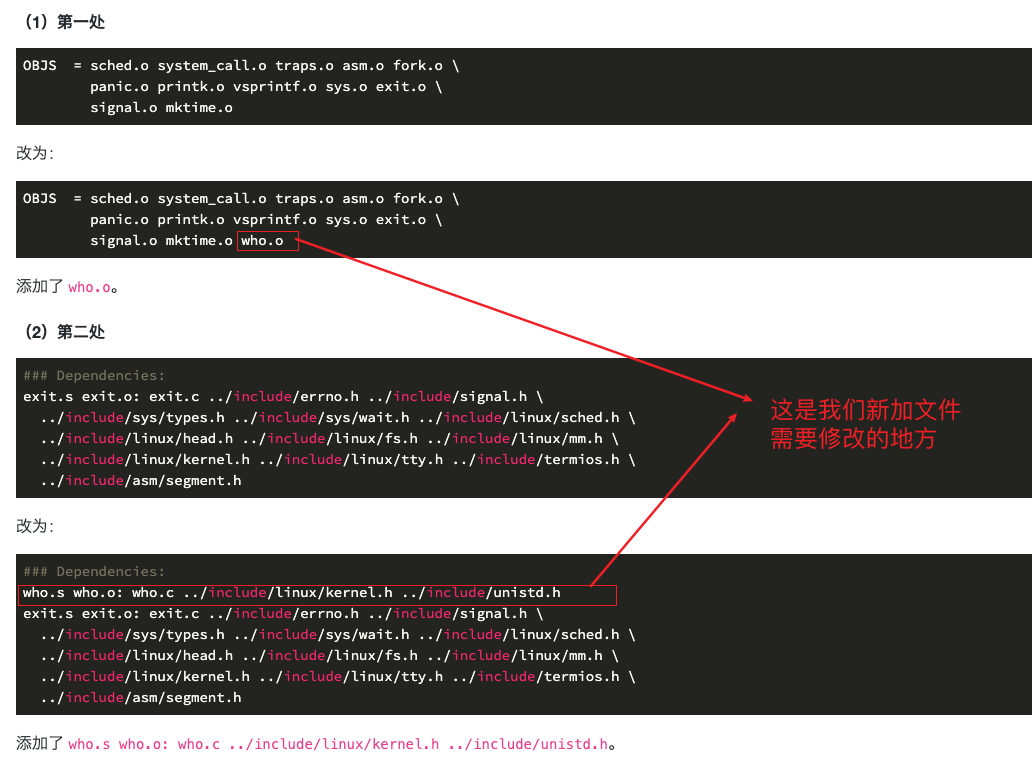 （1）第一处
OBJS  = sched.o system_call.o traps.o asm.o fork.o \
        panic.o printk.o vsprintf.o sys.o exit.o \
        signal.o mktime.o
改为：
OBJS  = sched.o system_call.o traps.o asm.o fork.o \
        panic.o printk.o vsprintf.o sys.o exit.o \
        signal.o mktime.o who.o
添加了 who.o。
（2）第二处
### Dependencies:
exit.s exit.o: exit.c ../include/errno.h ../include/signal.h \
  ../include/sys/types.h ../include/sys/wait.h ../include/linux/sched.h \
  ../include/linux/head.h ../include/linux/fs.h ../include/linux/mm.h \
  ../include/linux/kernel.h ../include/linux/tty.h ../include/termios.h \
  ../include/asm/segment.h
这是我们新加文件
需要修改的地方
改为：
### Dependencies:
who.s who.o: who.c ../include/linux/kernel.h ../include/unistd.h
exit.s exit.o: exit.c ../include/errno.h ../include/signal.h \
  ../include/sys/types.h ../include/sys/wait.h ../include/linux/sched.h \
  ../include/linux/head.h ../include/linux/fs.h ../include/linux/mm.h \
  ../include/linux/kernel.h ../include/linux/tty.h ../include/termios.h \
  ../include/asm/segment.h
添加了 who.s who.o: who.c ../include/linux/kernel.h ../include/unistd.h。